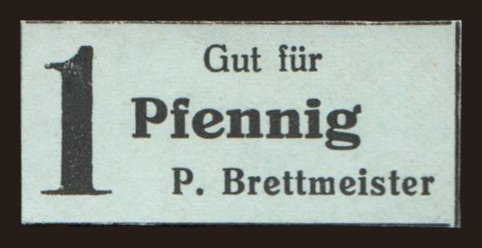 Gut für
1 Pfennig
P. Brettmeister